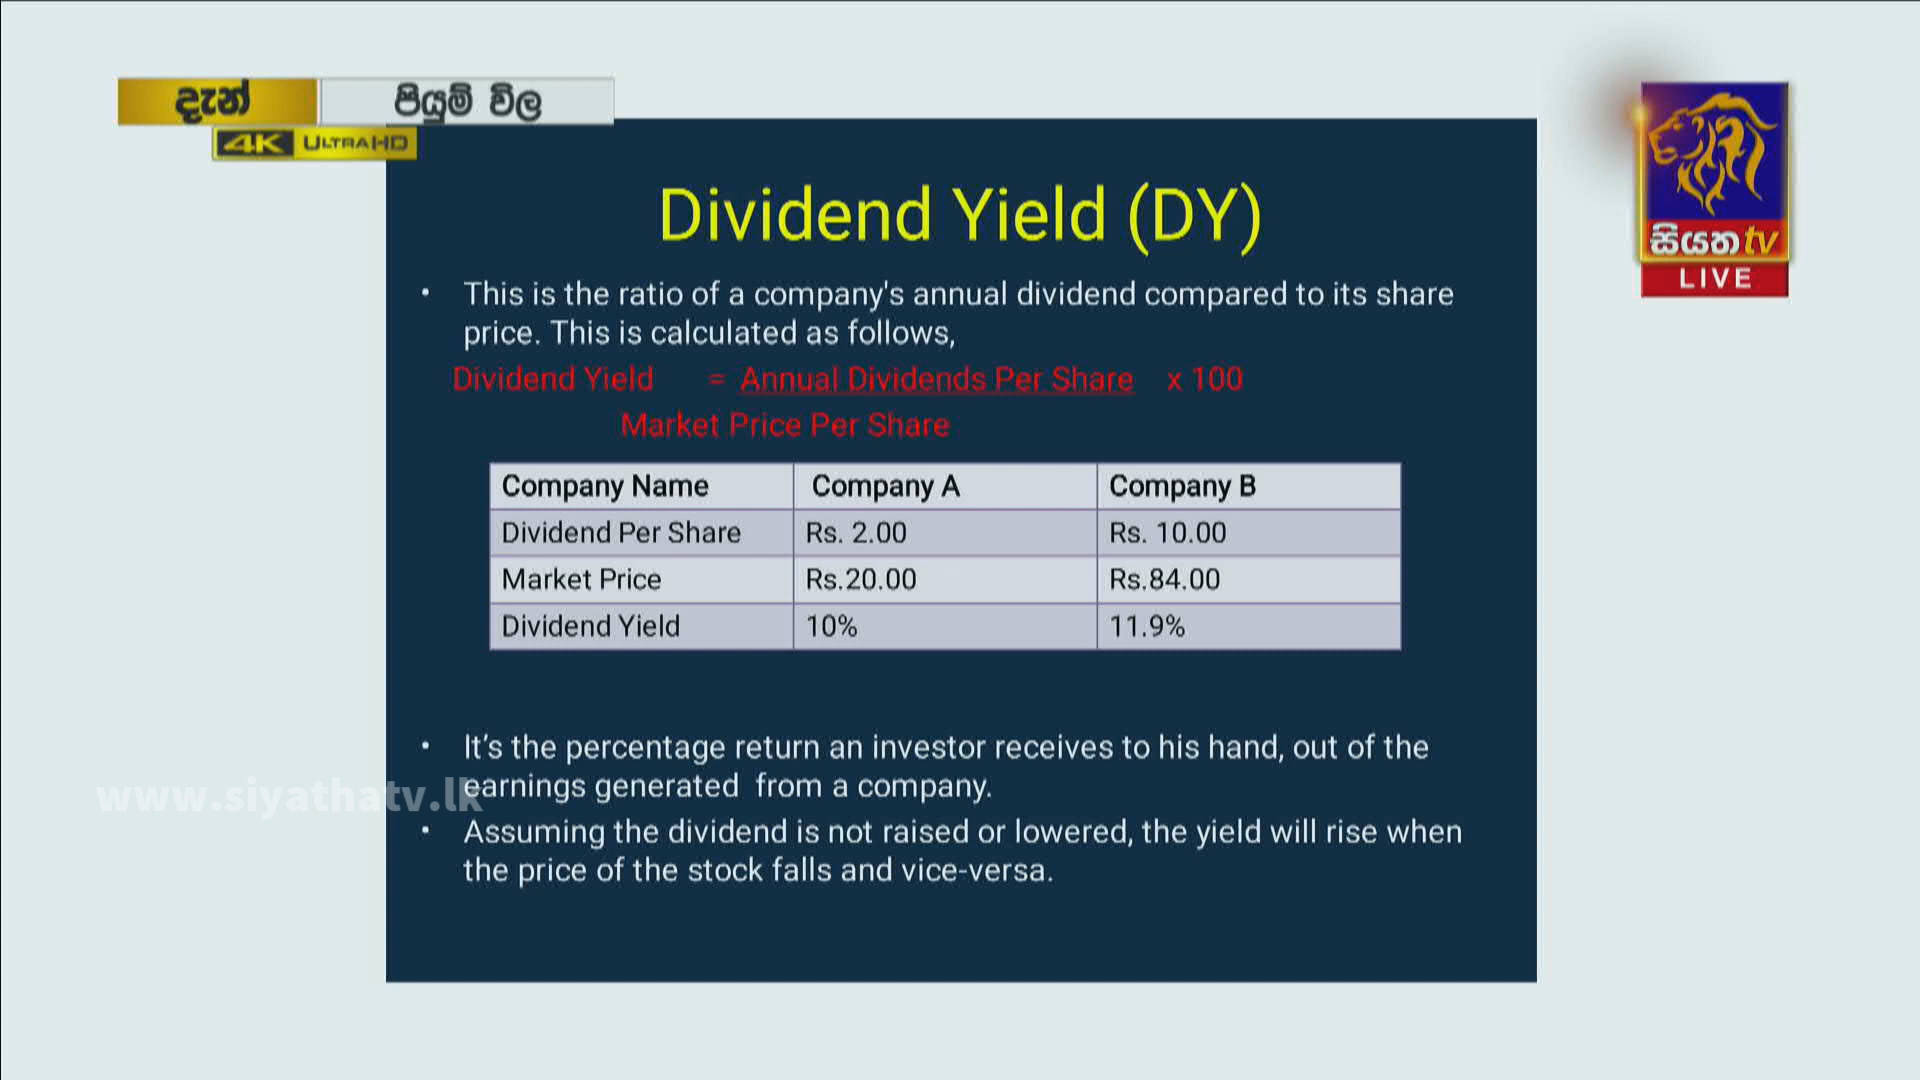 දැන් පියුම් විල
4K ULTRA HD
සියත tv
LIVE
Dividend Yield (DY)
• This is the ratio of a company's annual dividend compared to its share
price. This is calculated as follows,
Dividend Yield = Annual Dividends Per Share x 100
Market Price Per Share
Company Name Company A Company B
Dividend Per Share Rs. 2.00 Rs. 10.00
Market Price Rs.20.00 Rs.84.00
Dividend Yield 10% 11.9%
• It's the percentage return an investor receives to his hand, out of the
earnings generated from a company.
www.siyathatv.lk
• Assuming the dividend is not raised or lowered, the yield will rise when
the price of the stock falls and vice-versa.